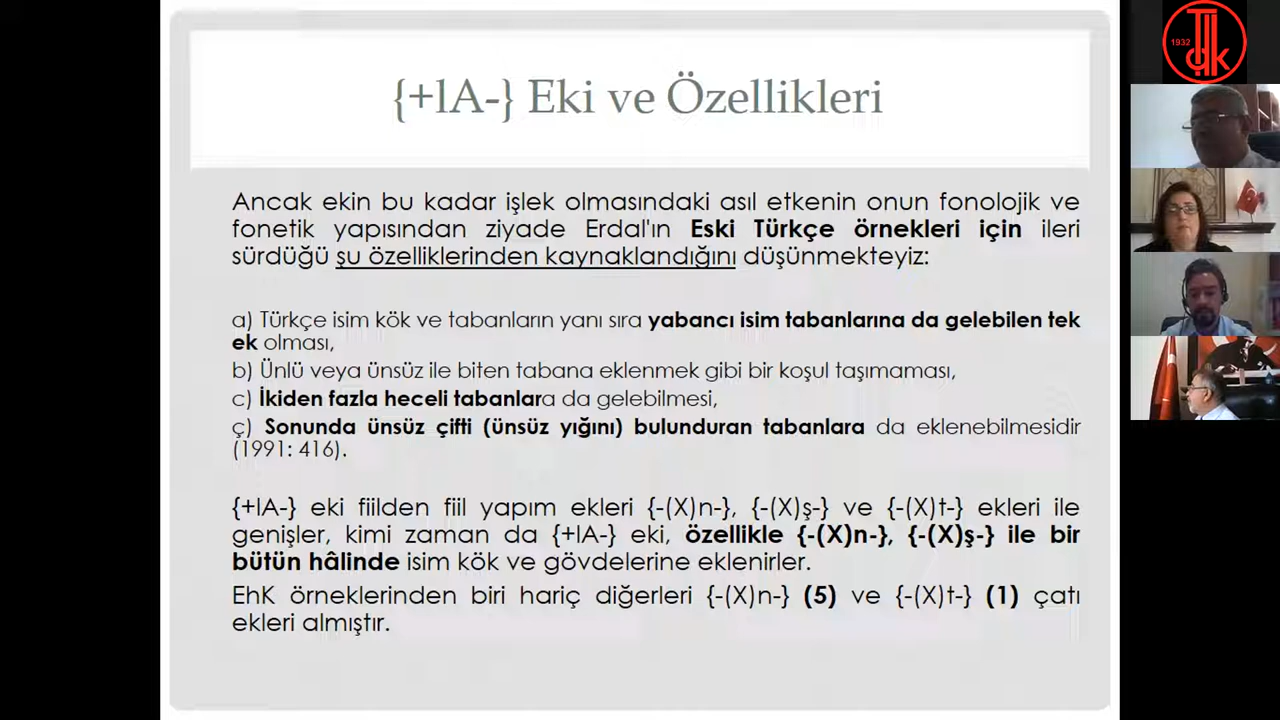 {+lA-} Eki ve Özellikleri
Ancak ekin bu kadar işlek olmasındaki asıl etkenin onun fonolojik ve
fonetik yapısından ziyade Erdal'ın Eski Türkçe örnekleri için ileri
sürdüğü şu özelliklerinden kaynaklandığını düşünmekteyiz:
a) Türkçe isim kök ve tabanların yanı sıra yabancı isim tabanlarına da gelebilen tek
ek olması,
b) Ünlü veya ünsüz ile biten tabana eklenmek gibi bir koşul taşımaması,
c) İkiden fazla heceli tabanlara da gelebilmesi,
ç) Sonunda ünsüz çifti (ünsüz yığını) bulunduran tabanlara da eklenebilmesidir
(1991: 416).
{+lA-} eki fiilden fiil yapım ekleri {-(X)n-}, {-(X)ş-} ve {-(X)t-} ekleri ile
genişler, kimi zaman da {+lA-} eki, özellikle {-(X)n-}, {-(X)ş-} ile bir
bütün hâlinde isim kök ve gövdelerine eklenirler.
EhK örneklerinden biri hariç diğerleri {-(X)n-} (5) ve {-(X)t-} (1) çatı
ekleri almıştır.
1932